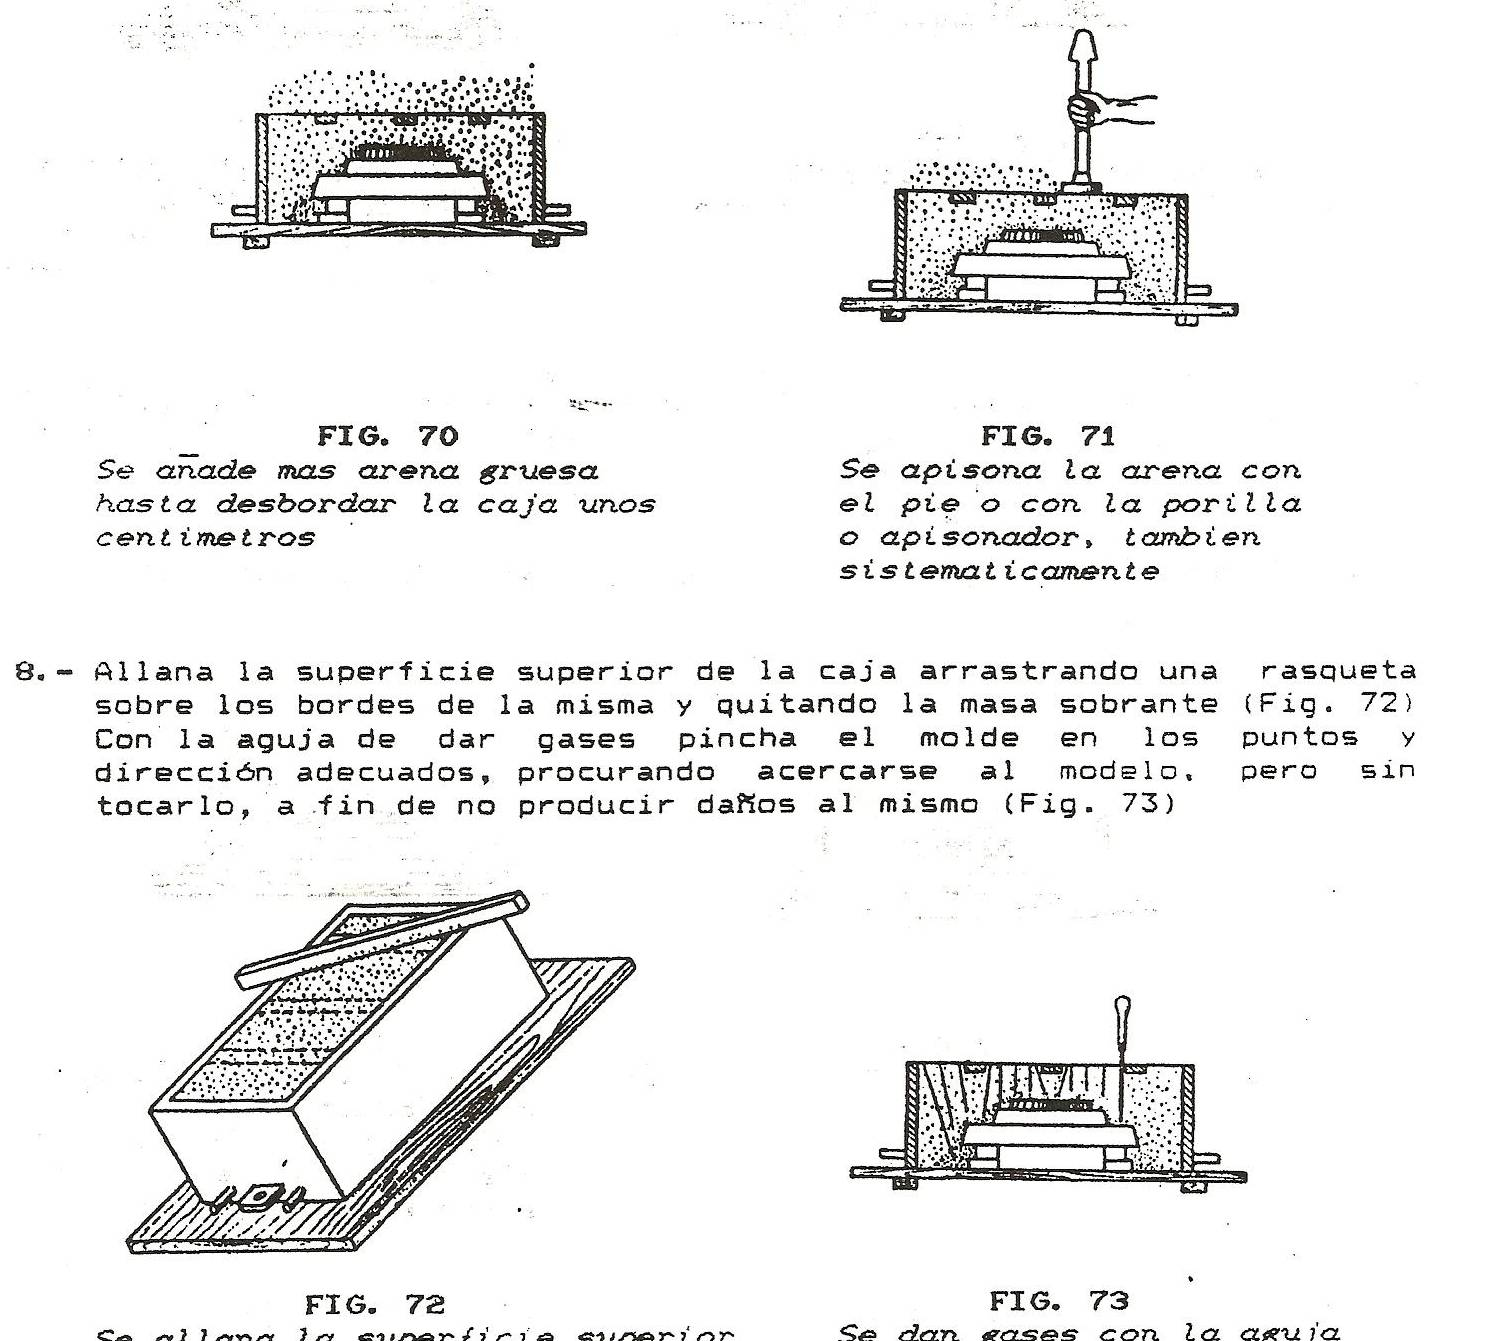 FIG. 70
Se añade mas arena gruesa
hasta desbordar la caja unos
centimetros
FIG. 71
Se apisona la arena con
el pie o con la porilla
o apisonador, tambien
sistematicamente
8.- Allana la superficie superior de la caja arrastrando una rasqueta
sobre los bordes de la misma y quitando la masa sobrante (Fig. 72)
Con la aguja de dar gases pincha el molde en los puntos y
dirección adecuados, procurando acercarse al modelo, pero sin
tocarlo, a fin de no producir daños al mismo (Fig. 73)
FIG. 72
Se allana la superficie superior
FIG. 73
Se dan gases con la aguja